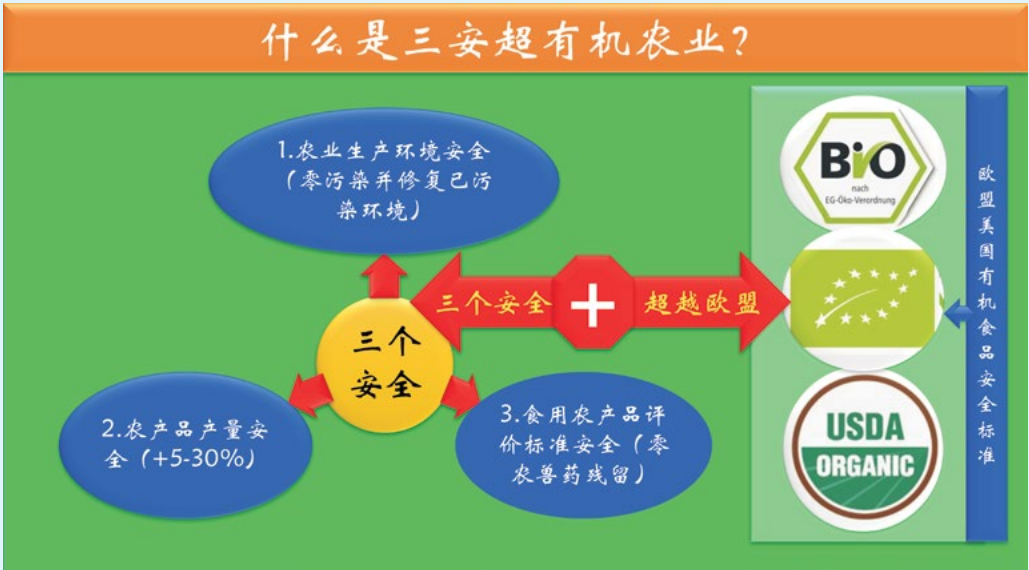 什么是三安超有机农业?
1.农业生产环境安全
(零污染并修复已污
染环境)
三个安全
+
超越欧盟
三个
安全
2.农产品产量安
全(+5-30%)
3.食用农产品评
价标准安全(零
农兽药残留)
BiO
nach
EG-Öko-Verordnung
USDA
ORGANIC
欧盟美国有机食品安全标准